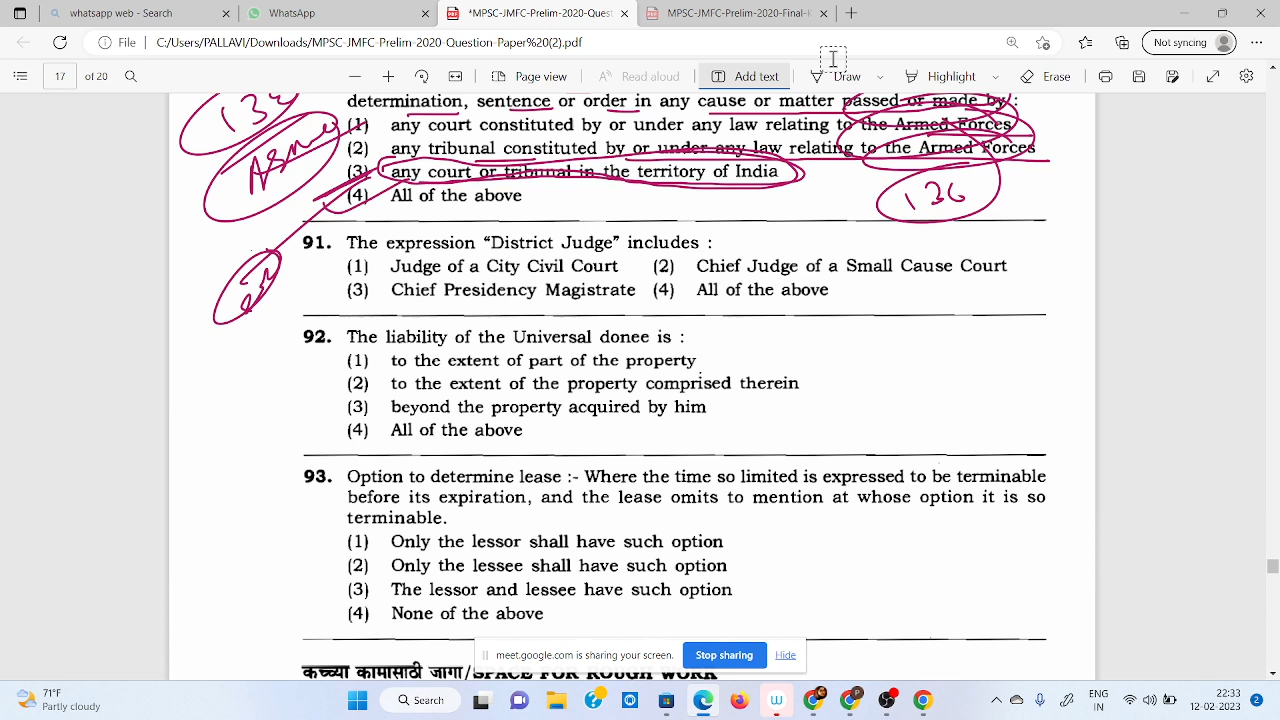 whatsapp web - Search
WhatsApp
*MPSC-JMFC-Prelim-2020-Quest
MPSC-JMFC-Prelim-2020-Final-K
File
C:/Users/PALLAVI/Downloads/MPSC JMFC-Prelim-2020-Question-Paper%20(2).pdf
Not syncing
17 of 20
Page view
Read aloud
Add text
Draw
Highlight
Erase
determination, sentence or order in any cause or matter passed or made by :
(1) any court constituted by or under any law relating to the Armed Forces
(2) any tribunal constituted by or under any law relating to the Armed Forces
(3) any court or tribunal in the territory of India
(4) All of the above
136
91. The expression “District Judge” includes :
(1) Judge of a City Civil Court (2) Chief Judge of a Small Cause Court
(3) Chief Presidency Magistrate (4) All of the above
92. The liability of the Universal donee is :
(1) to the extent of part of the property
(2) to the extent of the property comprised therein
(3) beyond the property acquired by him
(4) All of the above
93. Option to determine lease :- Where the time so limited is expressed to be terminable
before its expiration, and the lease omits to mention at whose option it is so
terminable.
(1) Only the lessor shall have such option
(2) Only the lessee shall have such option
(3) The lessor and lessee have such option
(4) None of the above
meet.google.com is sharing your screen.
Stop sharing
Hide
कच्च्या कामासाठी जागा/SPACE FOR ROUGH WORK
71°F
Partly cloudy
Search
ENG
IN
22:33
12-02-2033
2